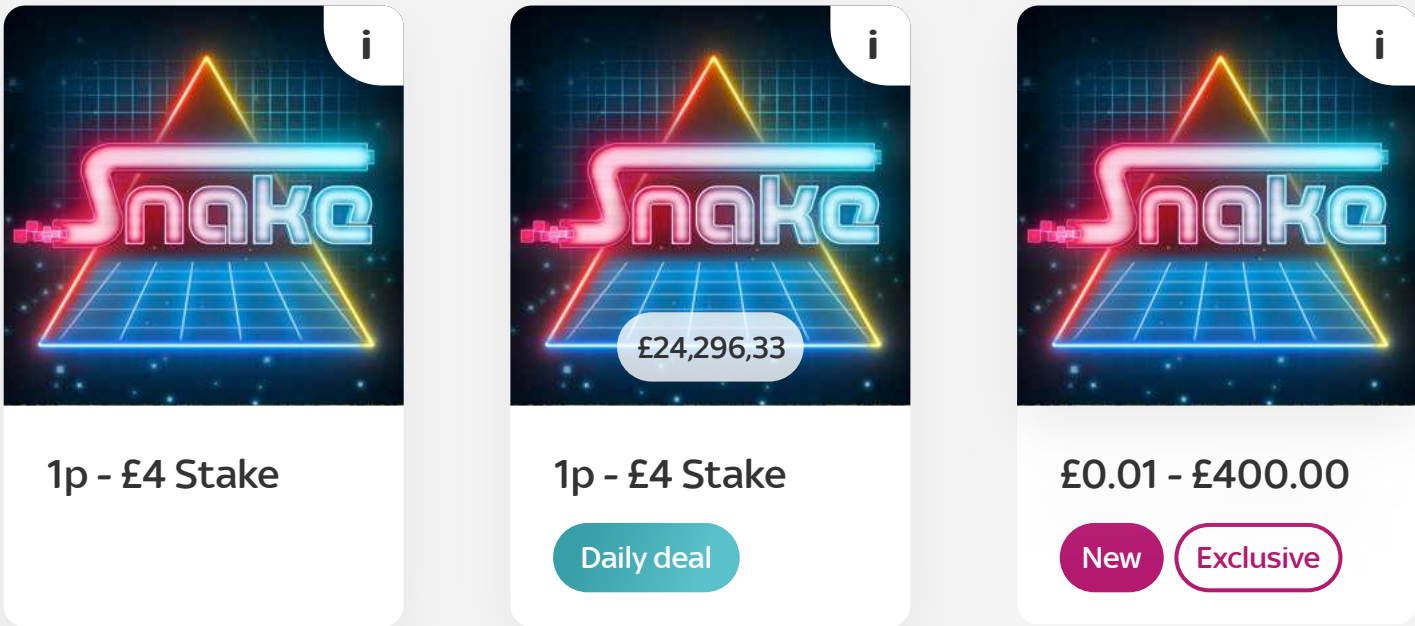 i
Snake
1p - £4 Stake
i
Snake
£24,296,33
1p - £4 Stake
Daily deal
i
Snake
£0.01 - £400.00
New
Exclusive